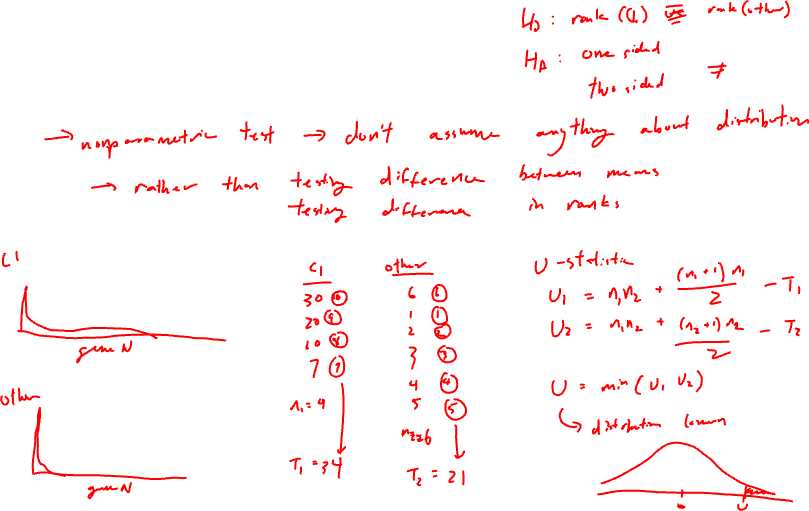 H₀: rank (C1) = rank (other)
HA: one sided
two sided ≠
→ nonparametric test → don't assume anything about distribution
→ rather than testing difference between means
testing difference in ranks
C1
gene N
other
gene N
C1
30 ⑩
20 ⑨
10 ⑧
7 ⑦
n₁ = 4
T₁ = 34
other
6 ⑥
1 ①
2 ②
3 ③
4 ④
5 ⑤
n₂ = 6
T₂ = 21
U-statistic
U₁ = n₁n₂ + (n₁+1) n₁ / 2 - T₁
U₂ = n₁n₂ + (n₂+1) n₂ / 2 - T₂
U = min (U₁ U₂)
↳ distribution known
U